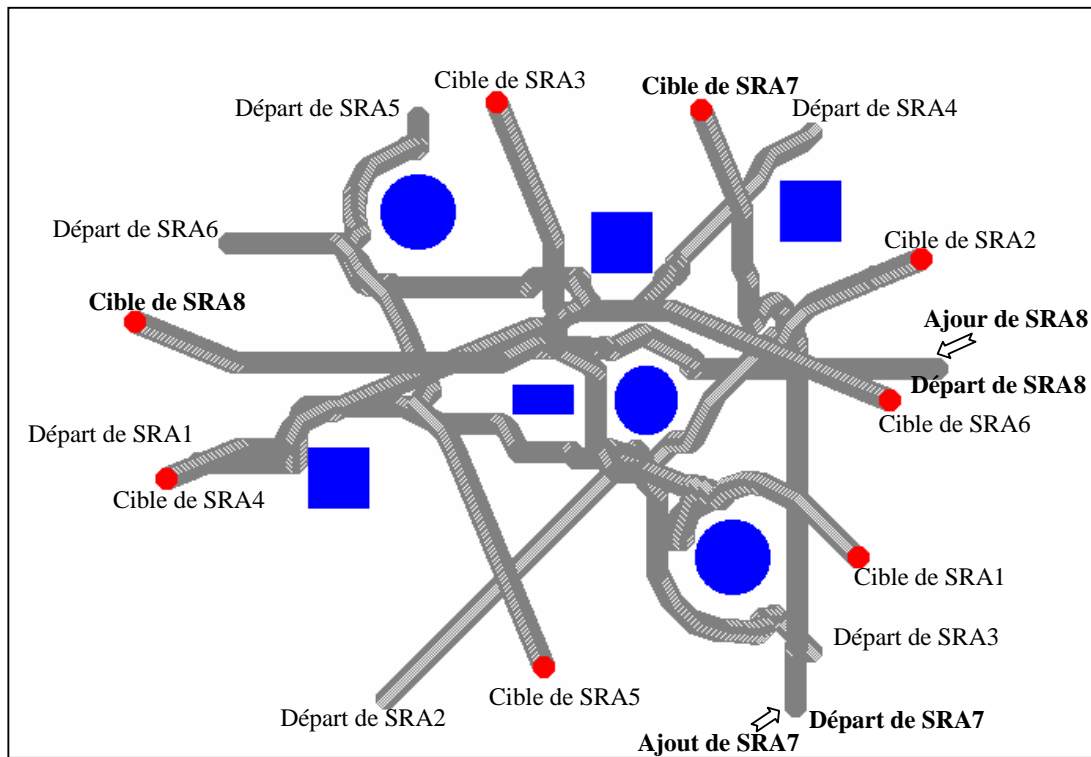 Cible de SRA3
Cible de SRA7
Départ de SRA5
Départ de SRA4
Départ de SRA6
Cible de SRA2
Cible de SRA8
Ajour de SRA8
Départ de SRA8
Cible de SRA6
Départ de SRA1
Cible de SRA4
Cible de SRA1
Départ de SRA3
Cible de SRA5
Départ de SRA2
Départ de SRA7
Ajout de SRA7